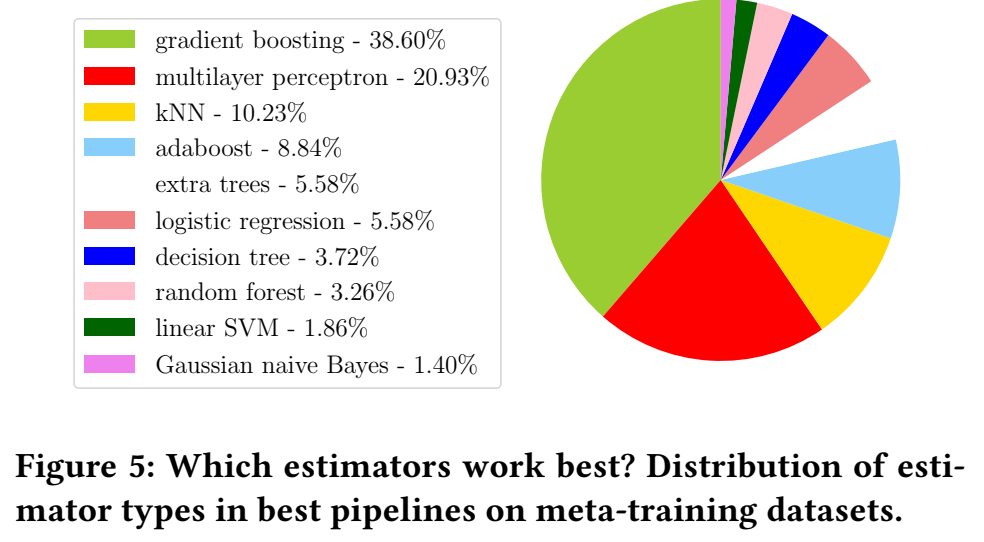 gradient boosting - 38.60%
multilayer perceptron - 20.93%
kNN - 10.23%
adaboost - 8.84%
extra trees - 5.58%
logistic regression - 5.58%
decision tree - 3.72%
random forest - 3.26%
linear SVM - 1.86%
Gaussian naive Bayes - 1.40%
Figure 5: Which estimators work best? Distribution of esti-
mator types in best pipelines on meta-training datasets.